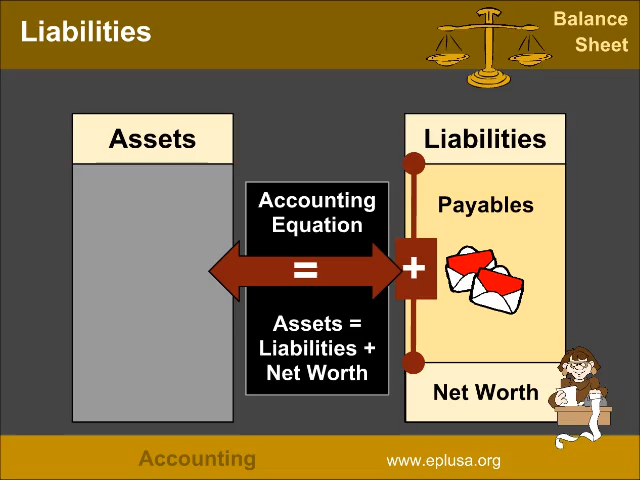 Liabilities
Balance
Sheet
Assets
Liabilities
Accounting
Equation
Payables
=
+
Assets =
Liabilities +
Net Worth
Net Worth
Accounting
www.eplusa.org